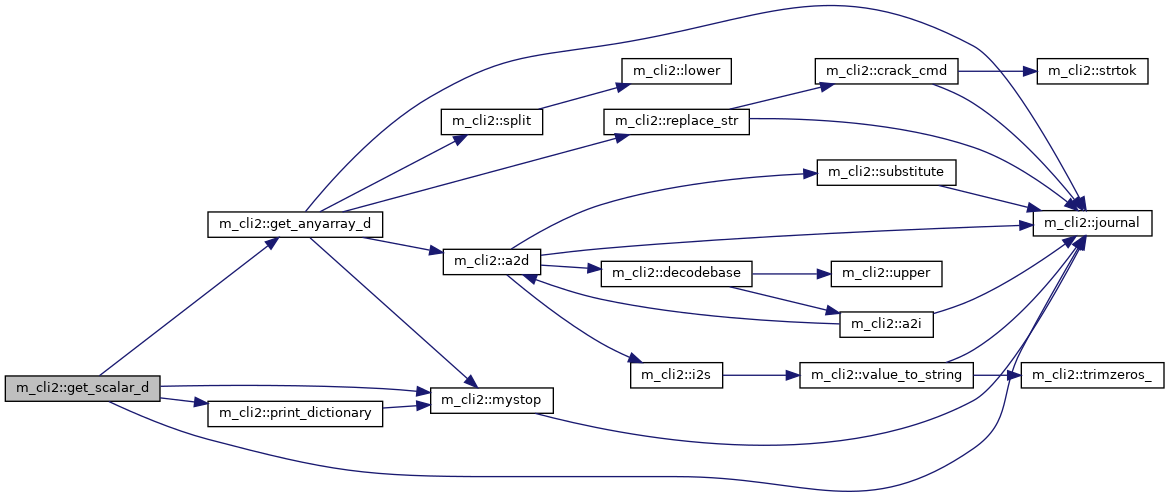 m_cli2::lower
m_cli2::crack_cmd
m_cli2::strtok
m_cli2::split
m_cli2::replace_str
m_cli2::substitute
m_cli2::get_anyarray_d
m_cli2::journal
m_cli2::a2d
m_cli2::decodebase
m_cli2::upper
m_cli2::a2i
m_cli2::i2s
m_cli2::value_to_string
m_cli2::trimzeros_
m_cli2::get_scalar_d
m_cli2::mystop
m_cli2::print_dictionary